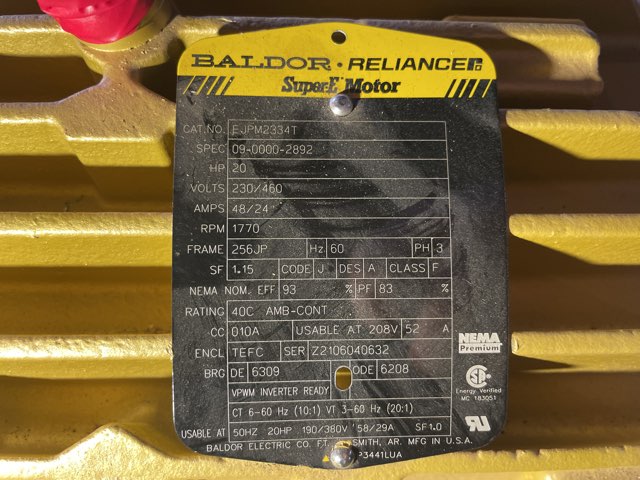 BALDOR · RELIANCE
Super-E Motor
CAT.NO. EJPM2334T
SPEC 09-0000-2892
HP 20
VOLTS 230/460
AMPS 48/24
RPM 1770
FRAME 256JP Hz 60 PH 3
SF 1.15 CODE J DES A CLASS F
NEMA NOM. EFF 93 % PF 83 %
RATING 40C AMB-CONT
CC 010A USABLE AT 208V 52 A
ENCL TEFC SER Z2106040632
BRG DE 6309 ODE 6208
VPWM INVERTER READY
CT 6-60 Hz (10:1) VT 3-60 Hz (20:1)
USABLE AT 50HZ 20HP 190/380V 58/29A SF1.0
BALDOR ELECTRIC CO. FT. SMITH, AR. MFG IN U.S.A.
P3441LUA
NEMA
Premium
Energy Verified
MC 183051